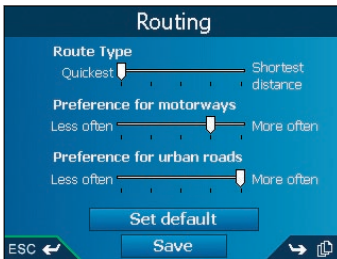 Routing
Route Type
Quickest Shortest distance
Preference for motorways
Less often More often
Preference for urban roads
Less often More often
Set default
ESC Save